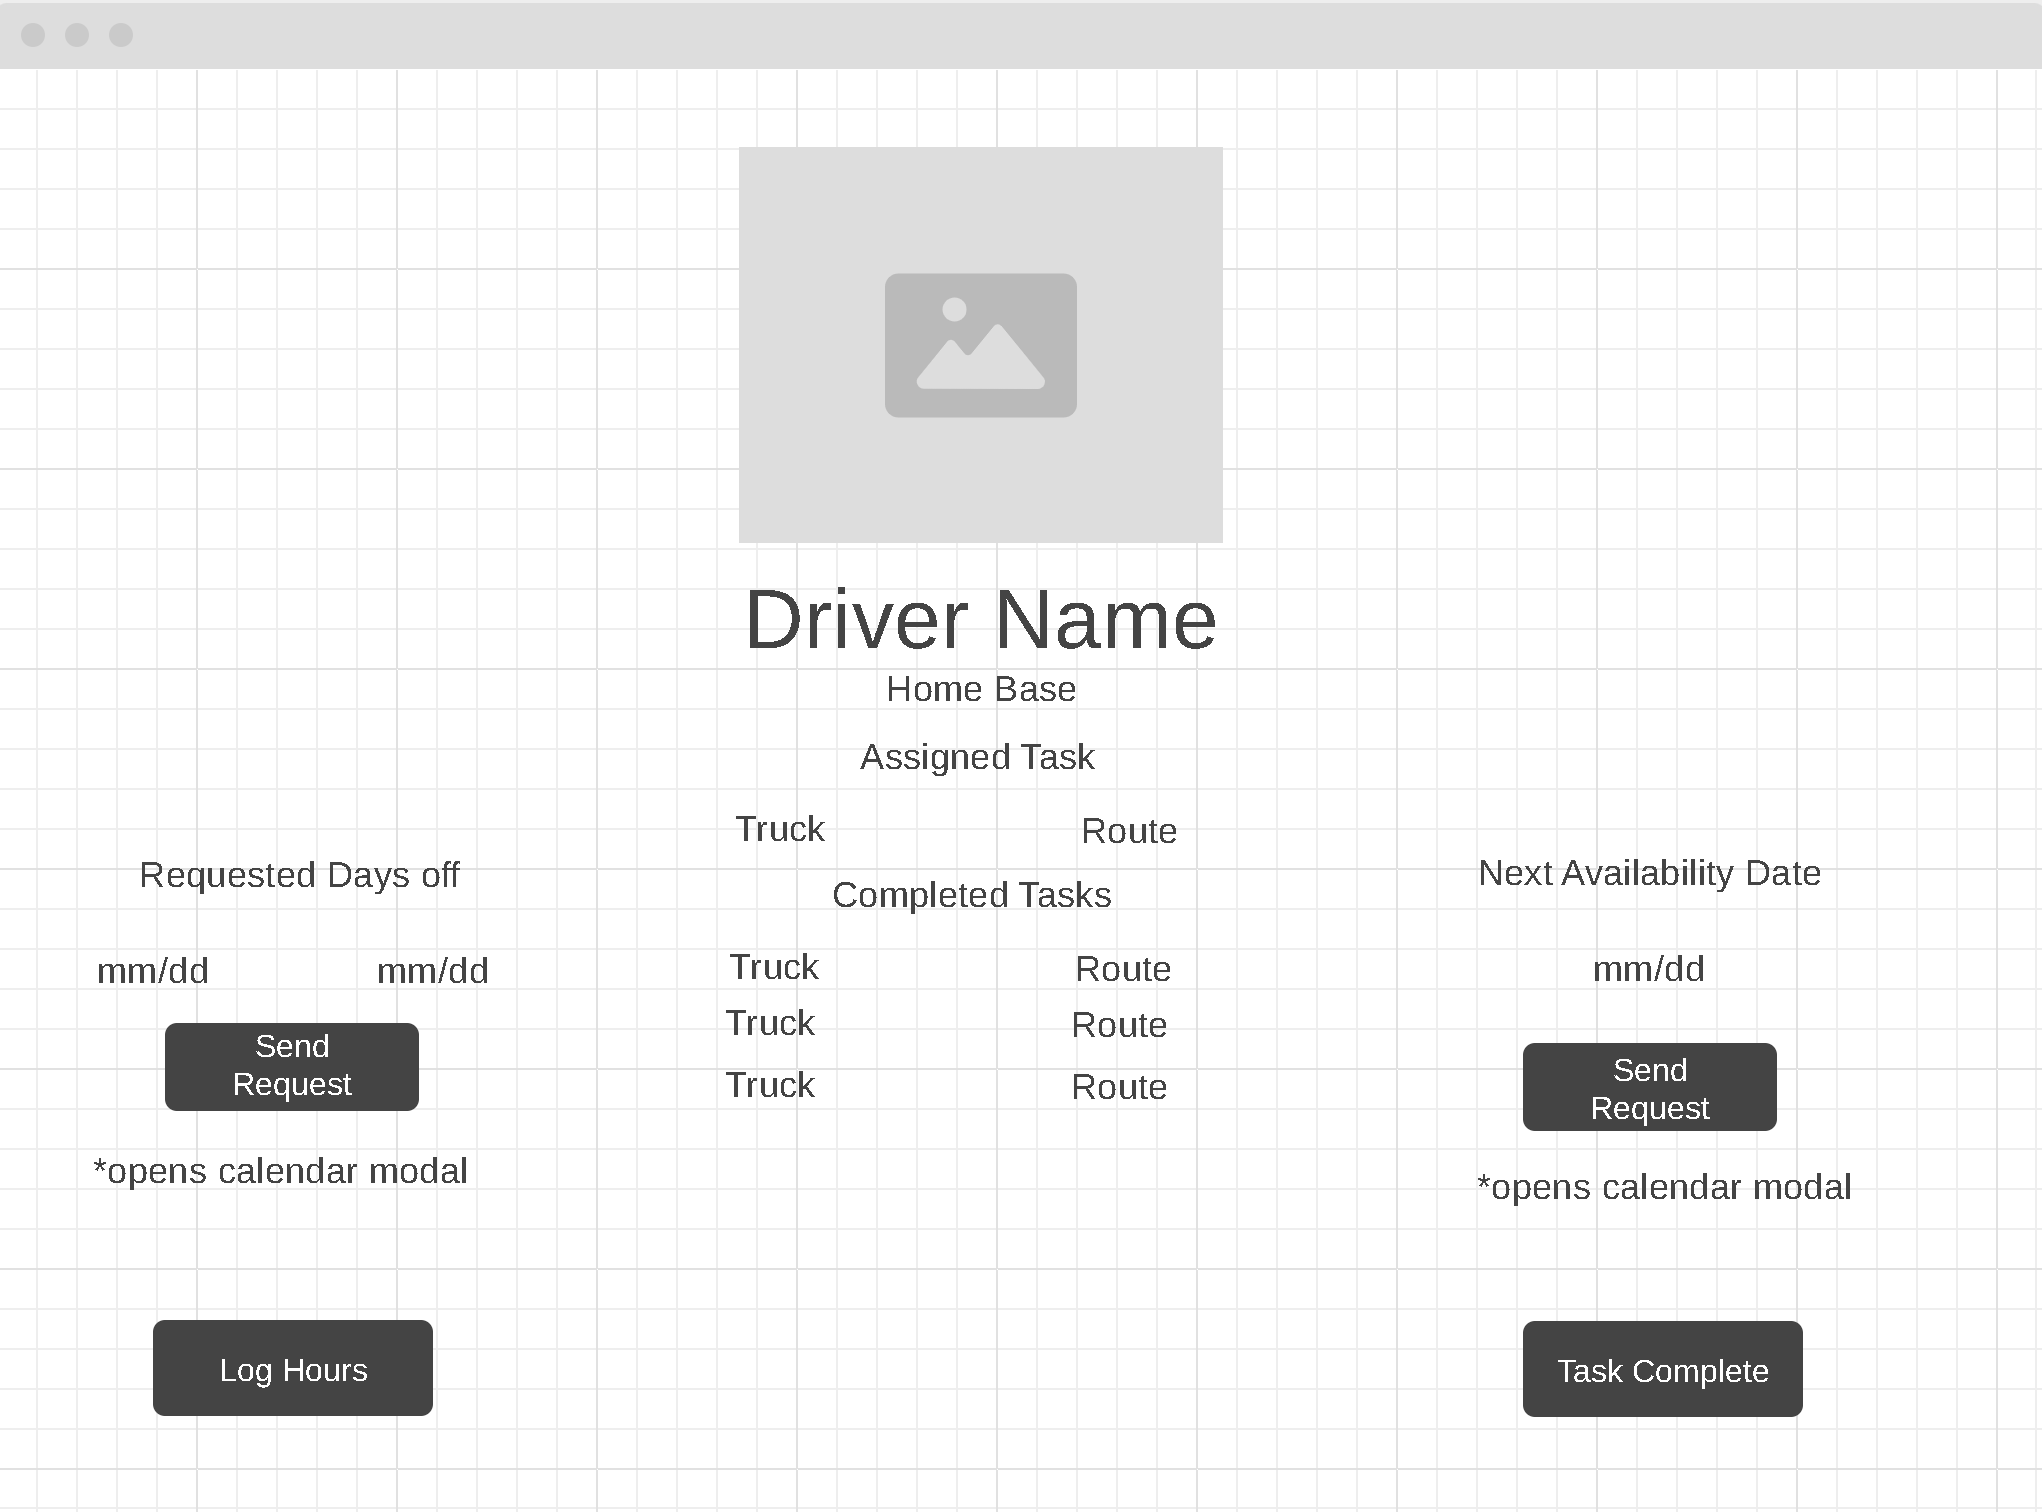 Driver Name
Home Base
Assigned Task
Truck Route
Completed Tasks
Truck Route
Truck Route
Truck Route
Requested Days off
mm/dd mm/dd
Send
Request
*opens calendar modal
Log Hours
Next Availability Date
mm/dd
Send
Request
*opens calendar modal
Task Complete